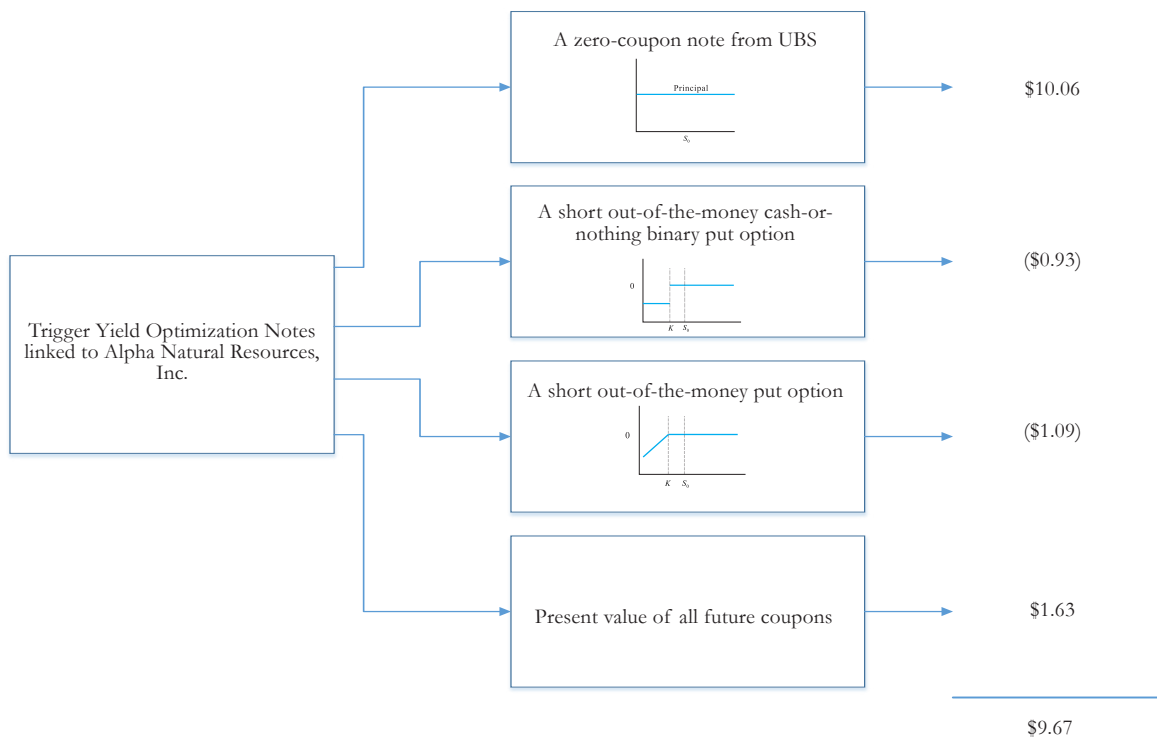 A zero-coupon note from UBS
Principal
S0
$10.06
A short out-of-the-money cash-or-
nothing binary put option
0
K
S0
($0.93)
Trigger Yield Optimization Notes
linked to Alpha Natural Resources,
Inc.
A short out-of-the-money put option
0
K
S0
($1.09)
Present value of all future coupons
$1.63
$9.67